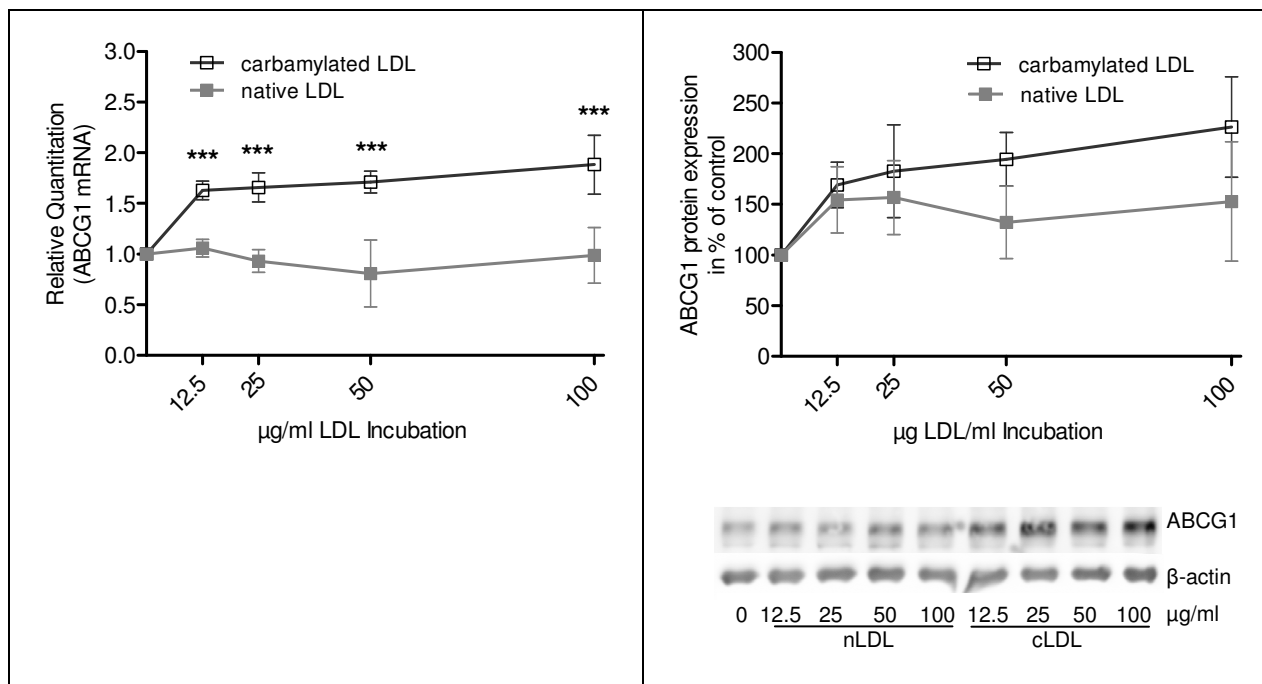 3.0
2.5
2.0
1.5
1.0
0.5
0.0
Relative Quantitation
(ABCG1 mRNA)
carbamylated LDL
native LDL
*** *** *** ***
12.5 25 50 100
µg/ml LDL Incubation
300
250
200
150
100
50
0
ABCG1 protein expression
in % of control
carbamylated LDL
native LDL
12.5 25 50 100
µg LDL/ml Incubation
ABCG1
β-actin
0 12.5 25 50 100 12.5 25 50 100 µg/ml
nLDL cLDL